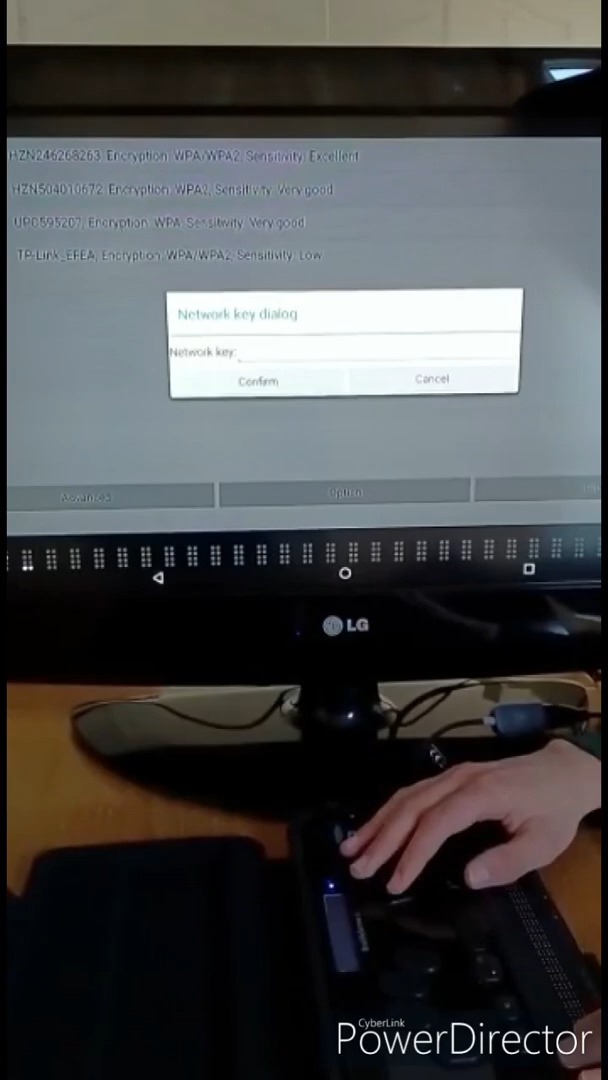 HZN246268263, Encryption: WPA/WPA2, Sensitivity: Excellent
HZN504010672, Encryption: WPA2, Sensitivity: Very good
UPC595207, Encryption: WPA, Sensitivity: Very good
TP-Link_EFEA, Encryption: WPA/WPA2, Sensitivity: Low
Network key dialog
Network key:
Confirm
Cancel
Advanced
Option
LG
CyberLink
PowerDirector